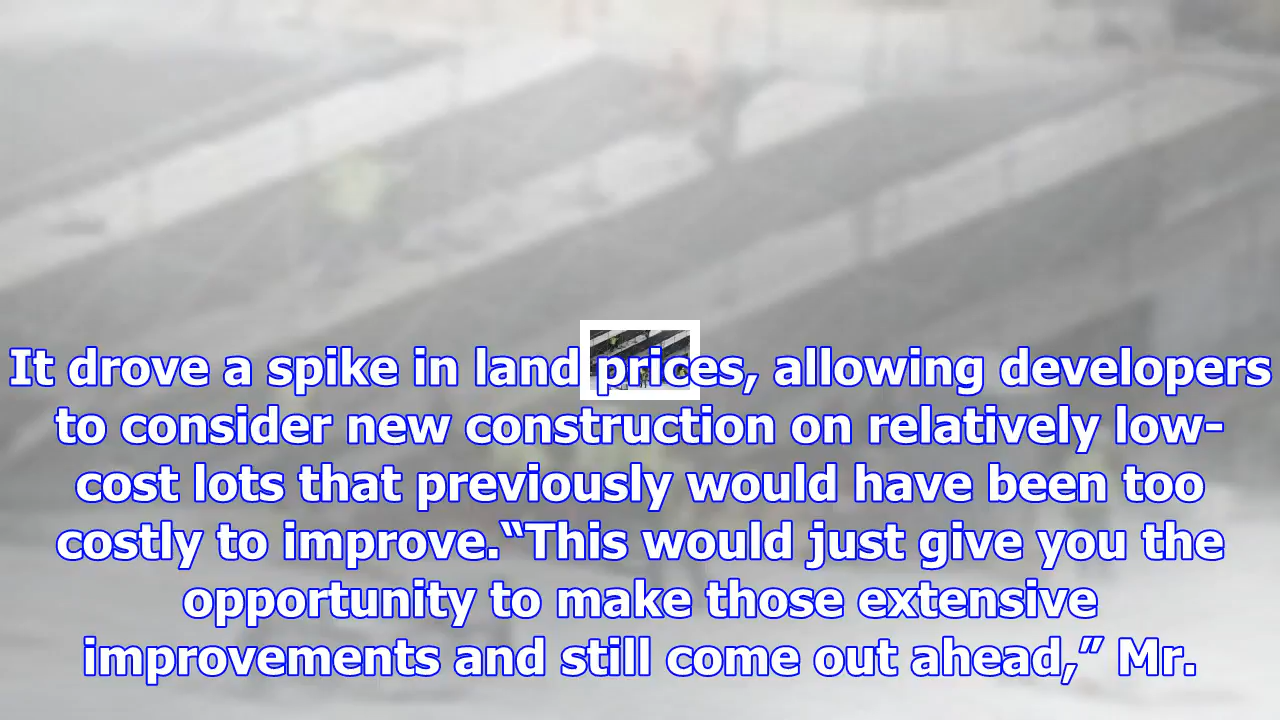 It drove a spike in land prices, allowing developers
to consider new construction on relatively low-
cost lots that previously would have been too
costly to improve.“This would just give you the
opportunity to make those extensive
improvements and still come out ahead,” Mr.